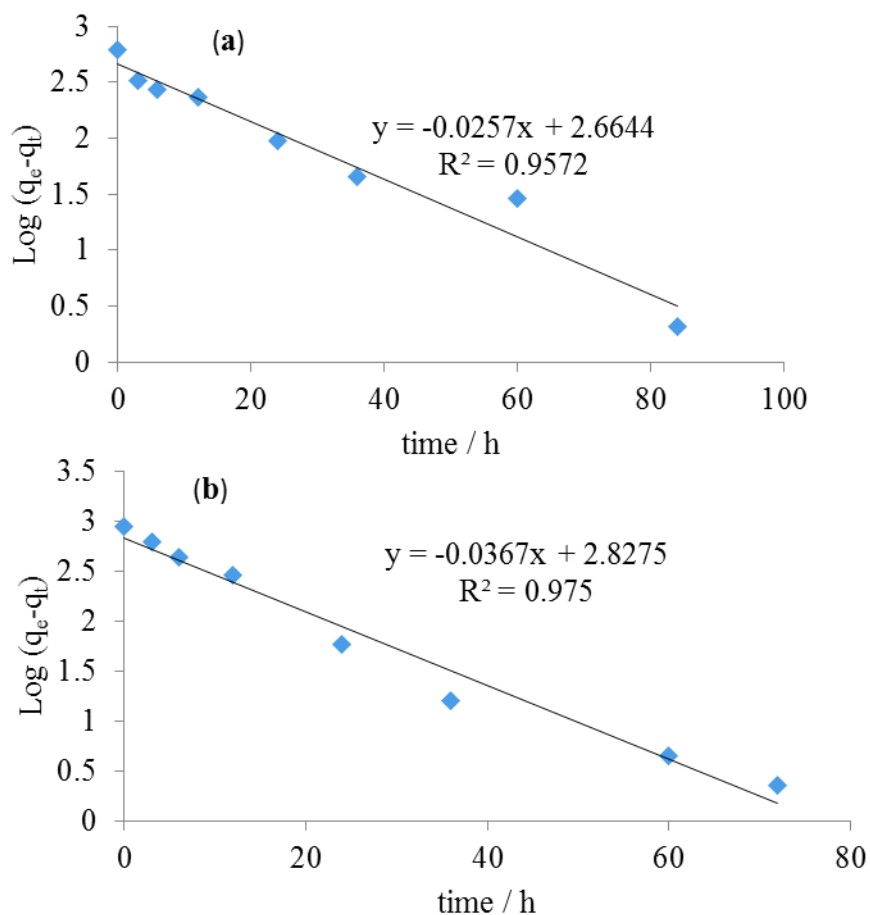 (a)
3
2.5
2
1.5
1
0.5
0
Log (qₑ-qₜ)
y = -0.0257x + 2.6644
R² = 0.9572
0 20 40 60 80 100
time / h
(b)
3.5
3
2.5
2
1.5
1
0.5
0
Log (qₑ-qₜ)
y = -0.0367x + 2.8275
R² = 0.975
0 20 40 60 80
time / h